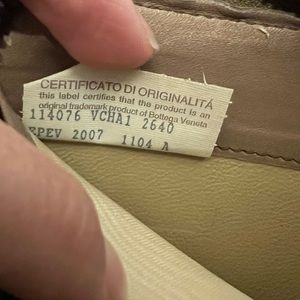 CERTIFICATO DI ORIGINALITÁ
this label certifies that the product is an
original trademark product of Bottega Veneta
114076 VCHA1 2640
EPEV 2007 1104 A